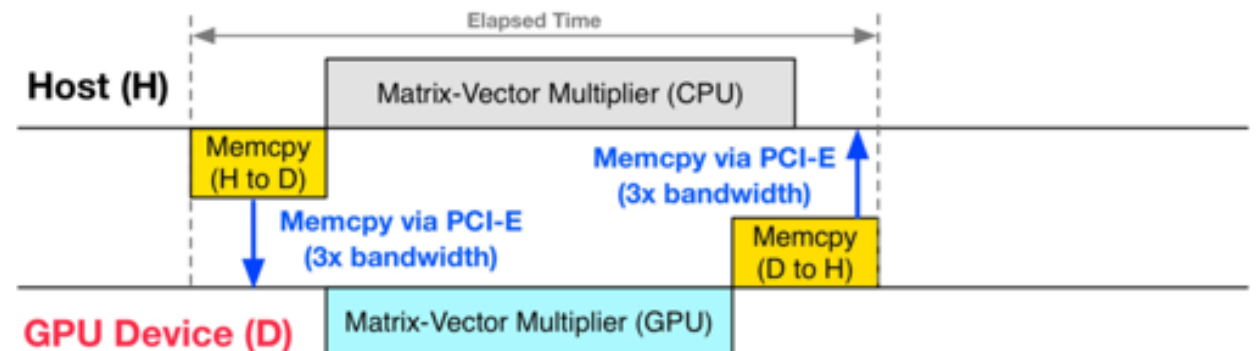 Elapsed Time
Host (H)
Matrix-Vector Multiplier (CPU)
Memcpy
(H to D)
Memcpy via PCI-E
(3x bandwidth)
Memcpy via PCI-E
(3x bandwidth)
Memcpy
(D to H)
GPU Device (D)
Matrix-Vector Multiplier (GPU)